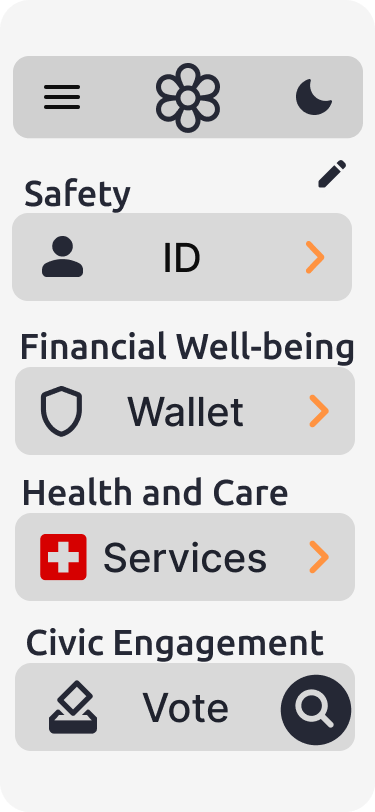 Safety
ID
Financial Well-being
Wallet
Health and Care
Services
Civic Engagement
Vote